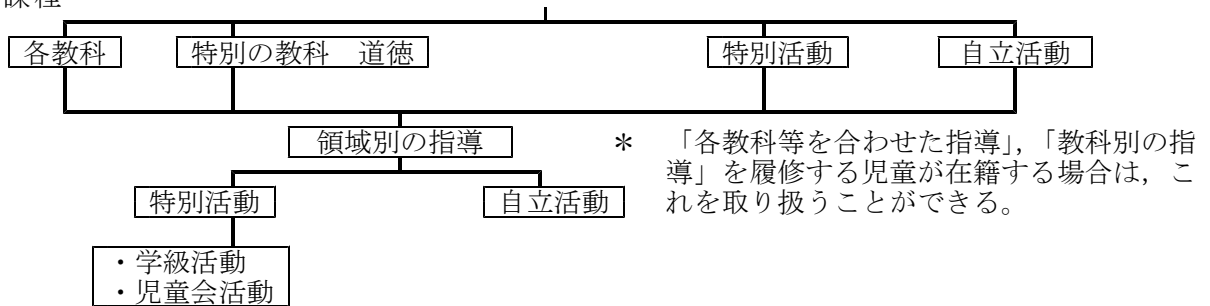 各教科 特別の教科　道徳 特別活動 自立活動
領域別の指導
＊　「各教科等を合わせた指導」，「教科別の指
導」を履修する児童が在籍する場合は，こ
れを取り扱うことができる。
特別活動 自立活動
・学級活動
・児童会活動